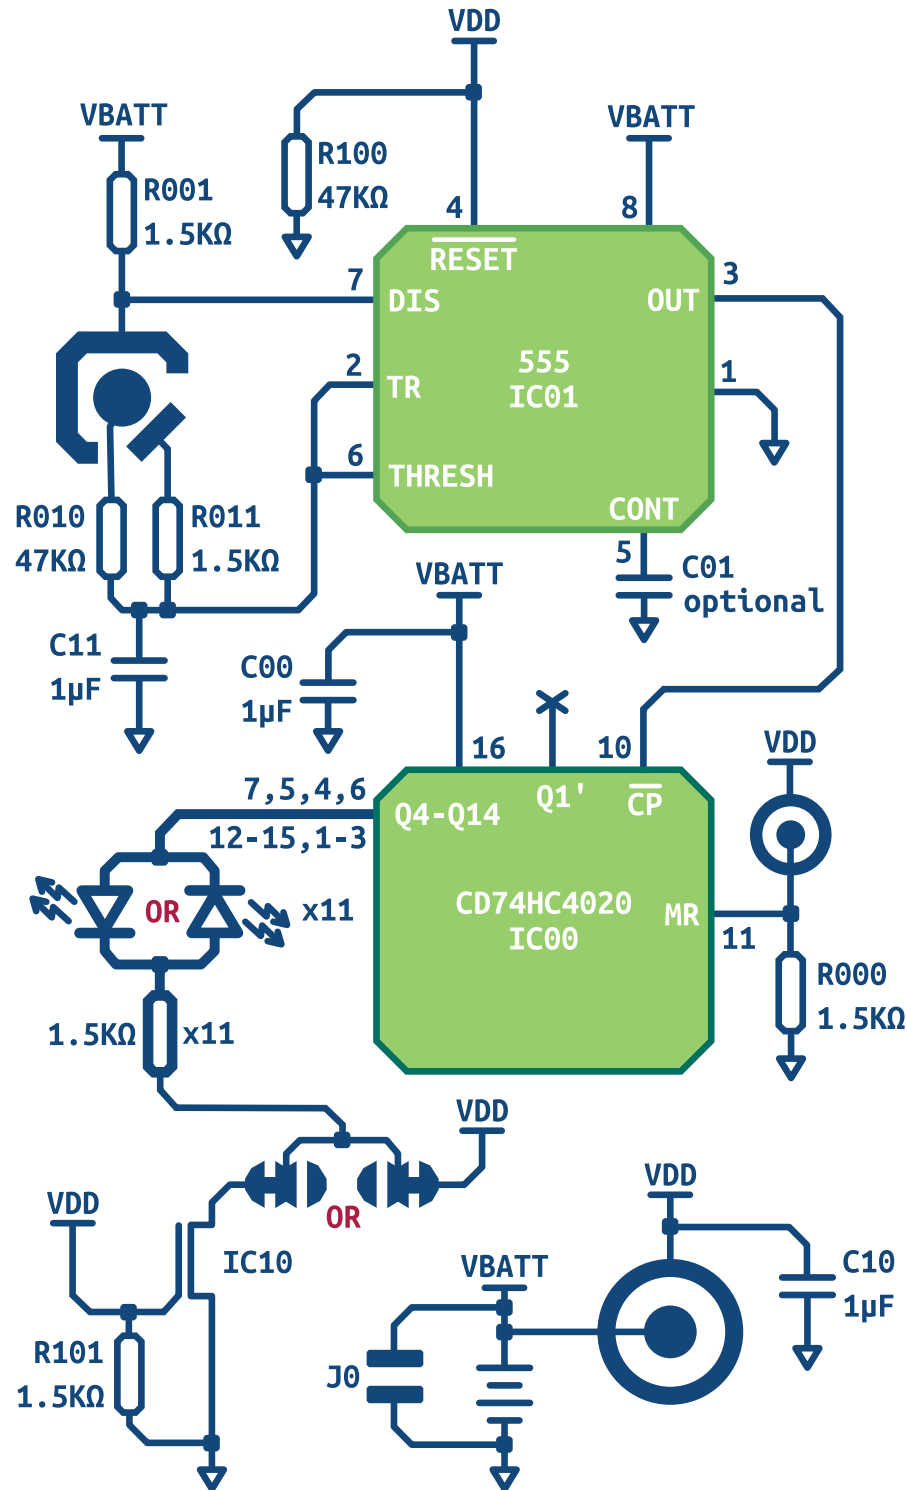 VDD
VBATT
VBATT
R100
47KΩ
R001
1.5KΩ
4
8
RESET
7
DIS
OUT
3
555
IC01
2
TR
1
6
THRESH
CONT
R010
47KΩ
R011
1.5KΩ
5
C01
optional
VBATT
C11
1µF
C00
1µF
16
10
VDD
7,5,4,6
12-15,1-3
Q4-Q14
Q1'
CP
OR
x11
CD74HC4020
IC00
MR
11
R000
1.5KΩ
1.5KΩ
x11
VDD
OR
VDD
VDD
IC10
VBATT
C10
1µF
R101
1.5KΩ
J0